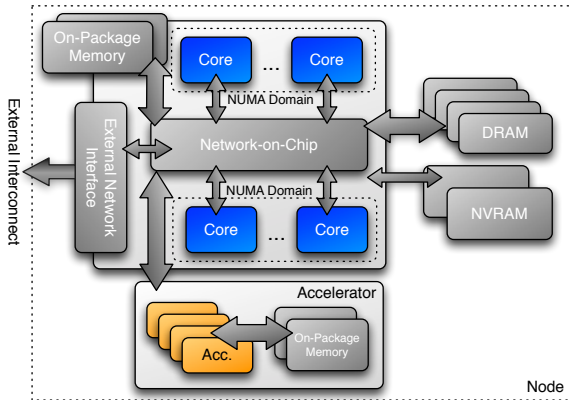 On-Package
Memory
Core
...
Core
NUMA Domain
External Interconnect
External Network
Interface
Network-on-Chip
DRAM
NUMA Domain
Core
...
Core
NVRAM
Accelerator
Acc.
On-Package
Memory
Node